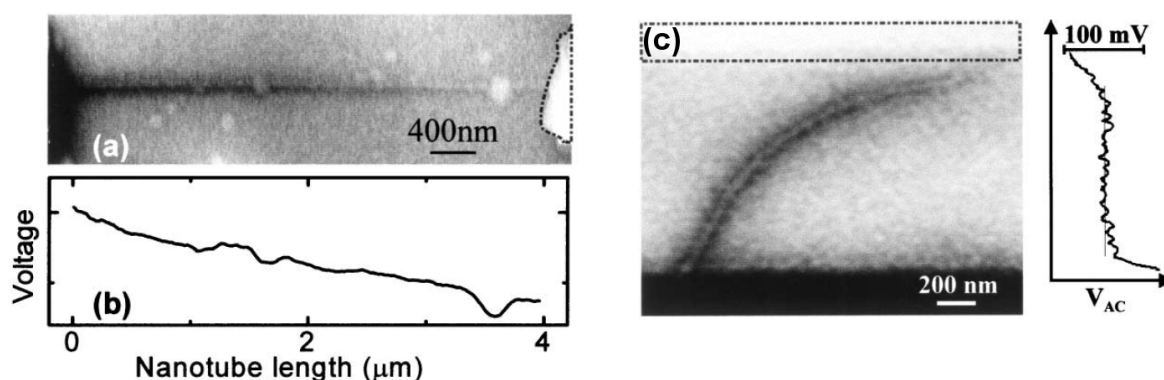 (a)
400nm
Voltage
(b)
0 2 4
Nanotube length (μm)
(c)
200 nm
100 mV
V_AC